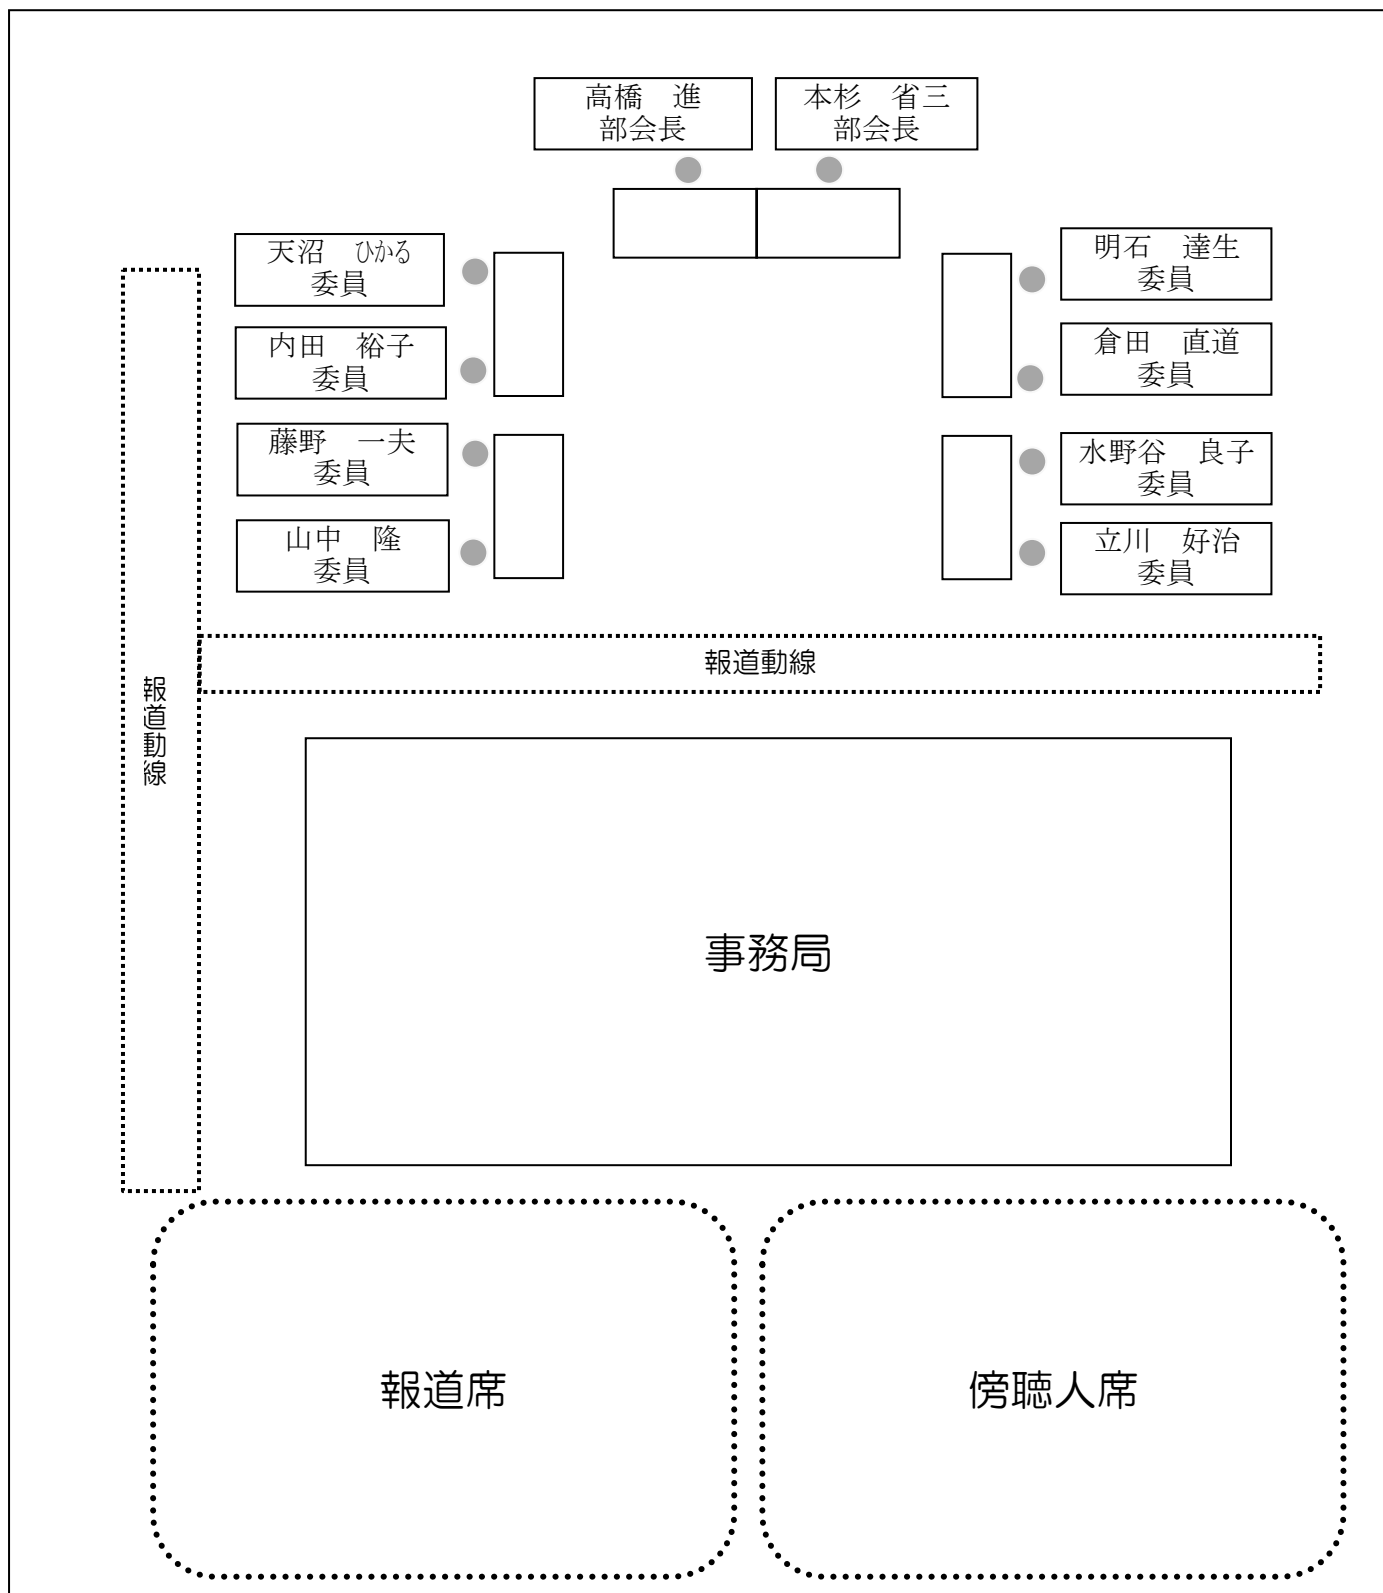 高橋　進
部会長
本杉　省三
部会長
天沼　ひかる
委員
内田　裕子
委員
藤野　一夫
委員
山中　隆
委員
明石　達生
委員
倉田　直道
委員
水野谷　良子
委員
立川　好治
委員
報道動線
報道動線
事務局
報道席
傍聴人席